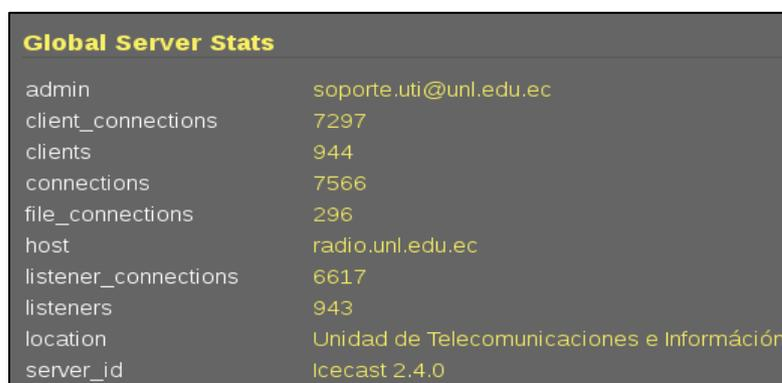 Global Server Stats
admin soporte.uti@unl.edu.ec
client_connections 7297
clients 944
connections 7566
file_connections 296
host radio.unl.edu.ec
listener_connections 6617
listeners 943
location Unidad de Telecomunicaciones e Információn
server_id Icecast 2.4.0